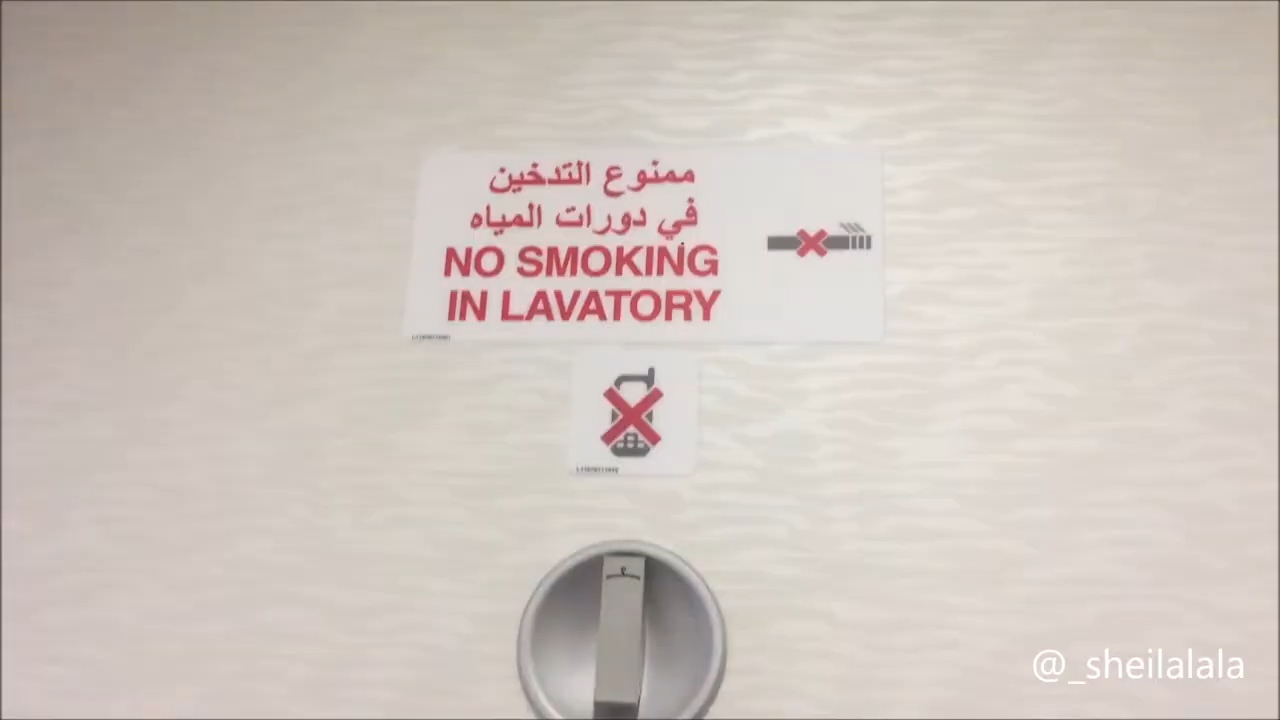 ممنوع التدخين
في دورات المياه
NO SMOKING
IN LAVATORY
@_sheilalala